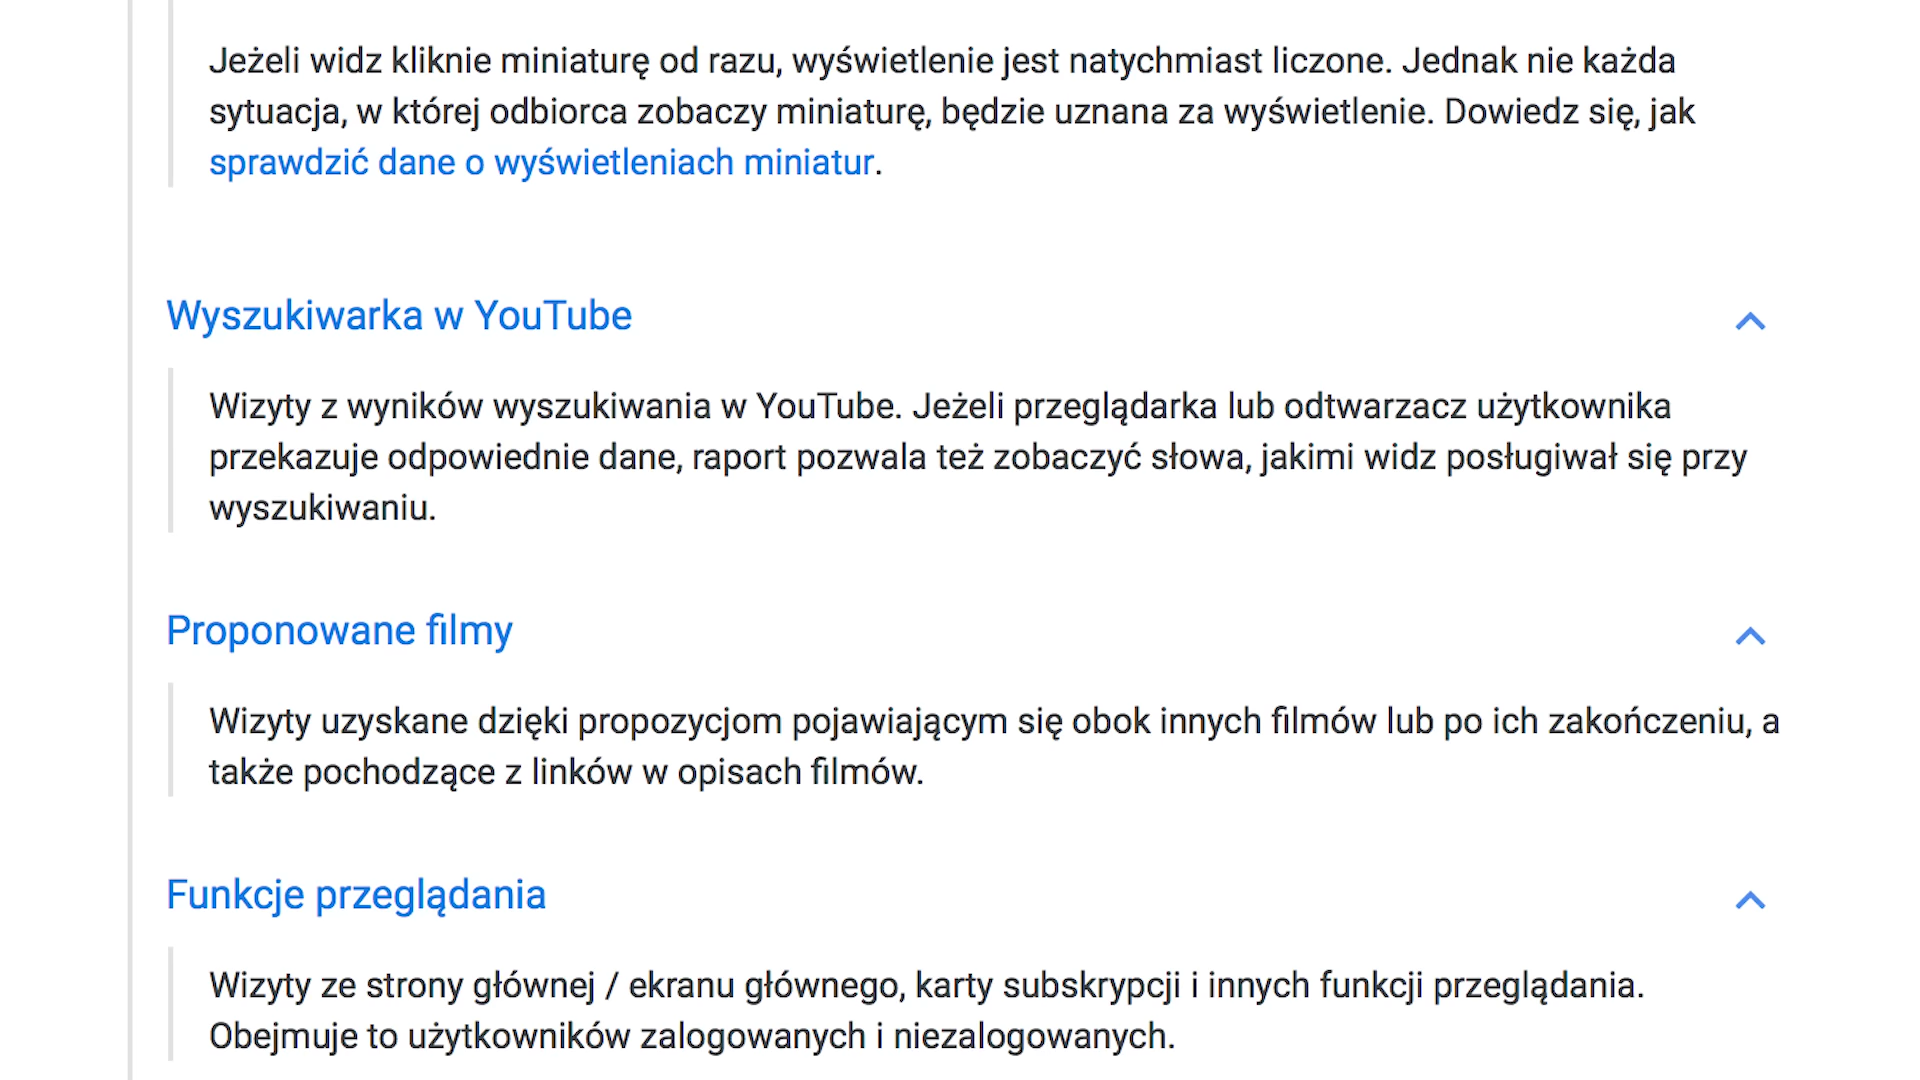 Jeżeli widz kliknie miniaturę od razu, wyświetlenie jest natychmiast liczone. Jednak nie każda
sytuacja, w której odbiorca zobaczy miniaturę, będzie uznana za wyświetlenie. Dowiedz się, jak
sprawdzić dane o wyświetleniach miniatur.
Wyszukiwarka w YouTube
Wizyty z wyników wyszukiwania w YouTube. Jeżeli przeglądarka lub odtwarzacz użytkownika
przekazuje odpowiednie dane, raport pozwala też zobaczyć słowa, jakimi widz posługiwał się przy
wyszukiwaniu.
Proponowane filmy
Wizyty uzyskane dzięki propozycjom pojawiającym się obok innych filmów lub po ich zakończeniu, a
także pochodzące z linków w opisach filmów.
Funkcje przeglądania
Wizyty ze strony głównej / ekranu głównego, karty subskrypcji i innych funkcji przeglądania.
Obejmuje to użytkowników zalogowanych i niezalogowanych.